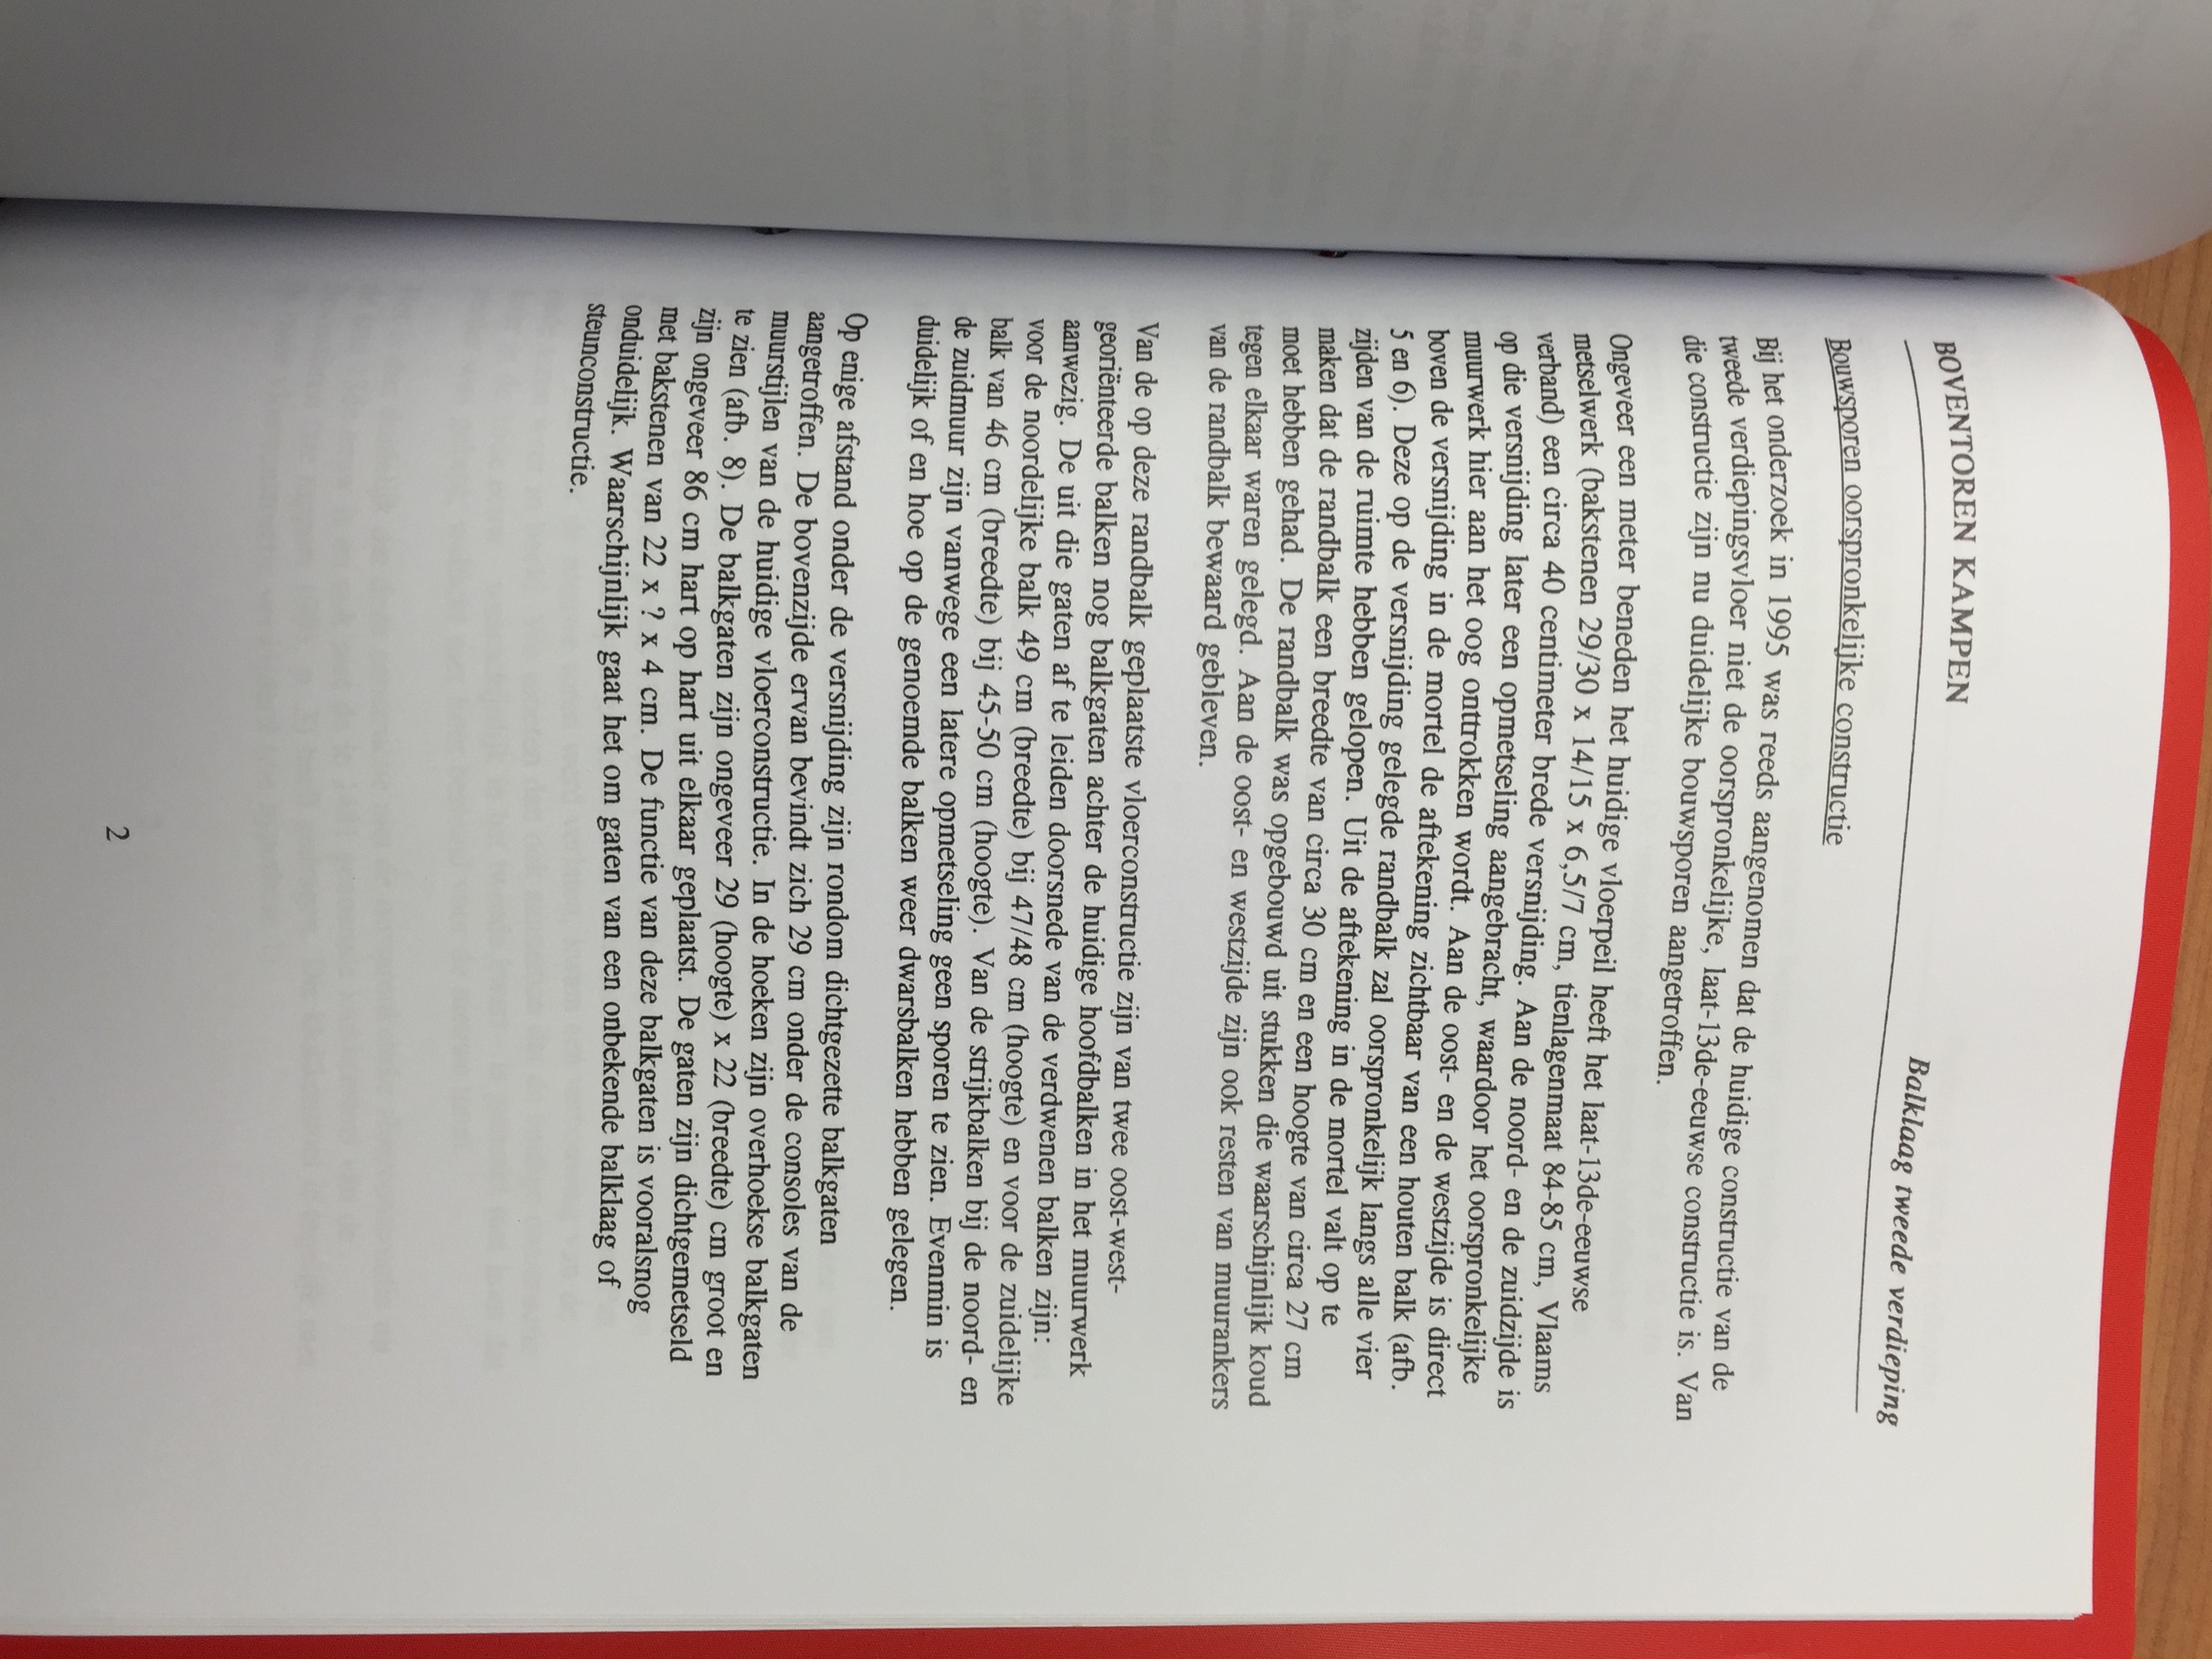 BOVENTOREN KAMPEN
Balklaag tweede verdieping
Bouwsporen oorspronkelijke constructie
Bij het onderzoek in 1995 was reeds aangenomen dat de huidige constructie van de
tweede verdiepingsvloer niet de oorspronkelijke, laat-13de-eeuwse constructie is. Van
die constructie zijn nu duidelijke bouwsporen aangetroffen.
Ongeveer een meter beneden het huidige vloerpeil heeft het laat-13de-eeuwse
metselwerk (bakstenen 29/30 x 14/15 x 6,5/7 cm, tienlagenmaat 84-85 cm, Vlaams
verband) een circa 40 centimeter brede versnijding. Aan de noord- en de zuidzijde is
op die versnijding later een opmetseling aangebracht, waardoor het oorspronkelijke
muurwerk hier aan het oog onttrokken wordt. Aan de oost- en de westzijde is direct
boven de versnijding in de mortel de aftekening zichtbaar van een houten balk (afb.
5 en 6). Deze op de versnijding gelegde randbalk zal oorspronkelijk langs alle vier
zijden van de ruimte hebben gelopen. Uit de aftekening in de mortel valt op te
maken dat de randbalk een breedte van circa 30 cm en een hoogte van circa 27 cm
moet hebben gehad. De randbalk was opgebouwd uit stukken die waarschijnlijk koud
tegen elkaar waren gelegd. Aan de oost- en westzijde zijn ook resten van muurankers
van de randbalk bewaard gebleven.
Van de op deze randbalk geplaatste vloerconstructie zijn van twee oost-west-
georiënteerde balken nog balkgaten achter de huidige hoofdbalken in het muurwerk
aanwezig. De uit die gaten af te leiden doorsnede van de verdwenen balken zijn:
voor de noordelijke balk 49 cm (breedte) bij 47/48 cm (hoogte) en voor de zuidelijke
balk van 46 cm (breedte) bij 45-50 cm (hoogte). Van de strijkbalken bij de noord- en
de zuidmuur zijn vanwege een latere opmetseling geen sporen te zien. Evenmin is
duidelijk of en hoe op de genoemde balken weer dwarsbalken hebben gelegen.
Op enige afstand onder de versnijding zijn rondom dichtgezette balkgaten
aangetroffen. De bovenzijde ervan bevindt zich 29 cm onder de consoles van de
muurstijlen van de huidige vloerconstructie. In de hoeken zijn overhoekse balkgaten
te zien (afb. 8). De balkgaten zijn ongeveer 29 (hoogte) x 22 (breedte) cm groot en
zijn ongeveer 86 cm hart op hart uit elkaar geplaatst. De gaten zijn dichtgemetseld
met bakstenen van 22 x ? x 4 cm. De functie van deze balkgaten is vooralsnog
onduidelijk. Waarschijnlijk gaat het om gaten van een onbekende balklaag of
steunconstructie.
2